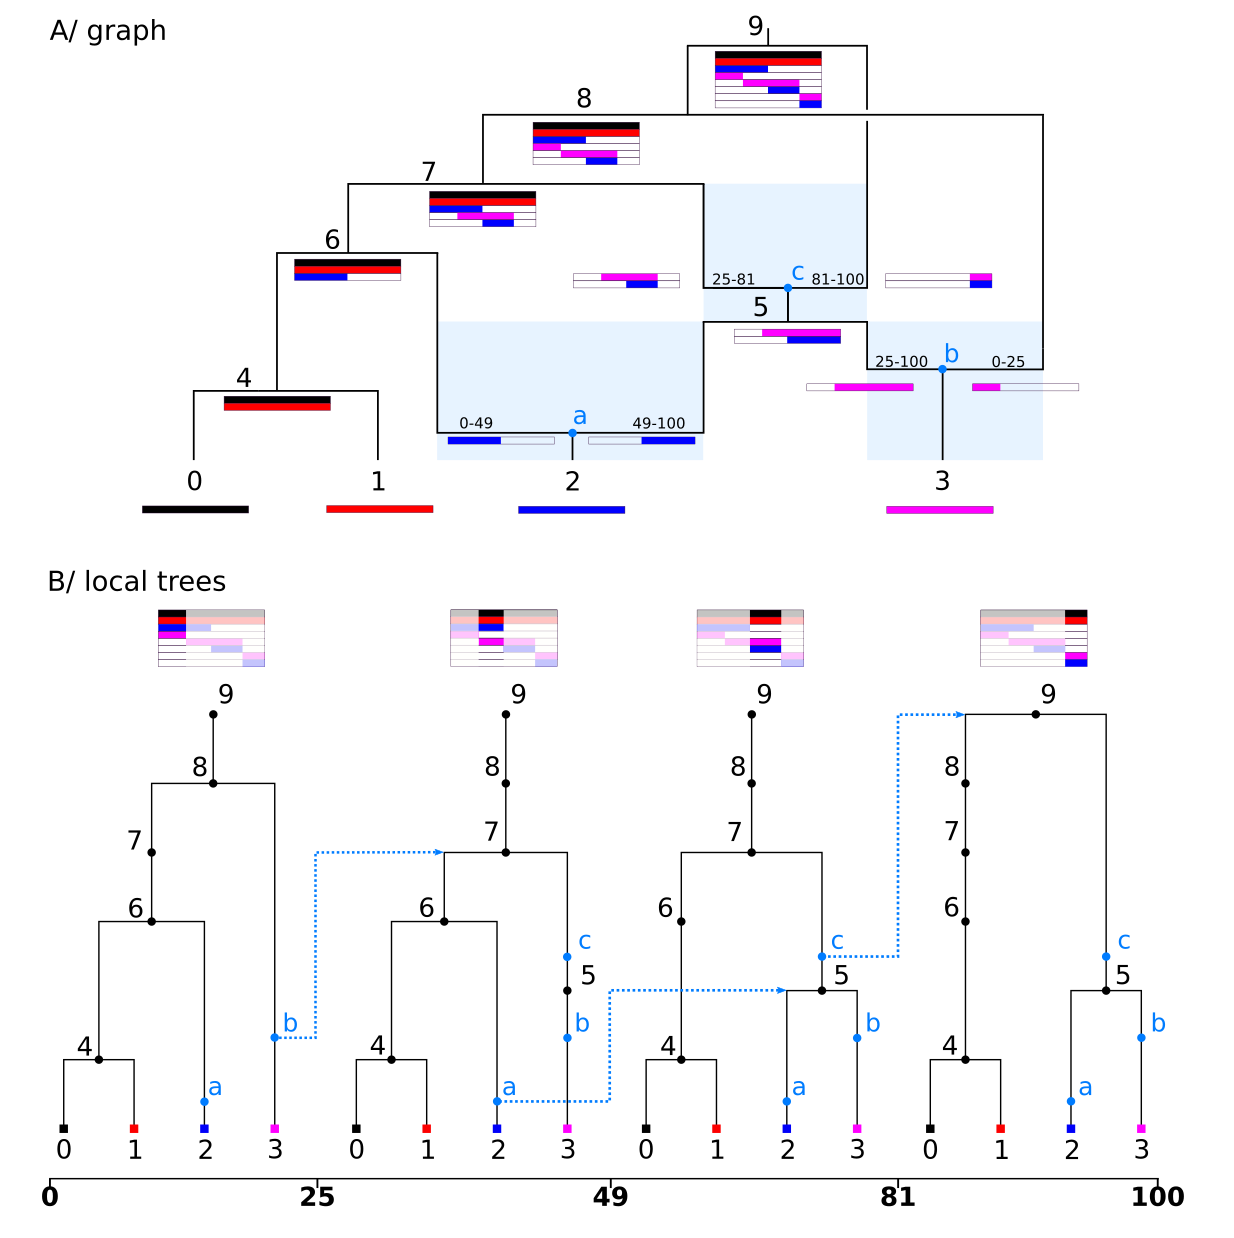 A/ graph
9
8
7
6
c
25-81 81-100
5
b
25-100 0-25
4
a
0-49 49-100
0 1 2 3
B/ local trees
9 9 9 9
8 8 8 8
7 7 7 7
6 6 6 6
c c c
5 5 5
b b b b
4 4 4 4
a a a a
0 1 2 3 0 1 2 3 0 1 2 3 0 1 2 3
0 25 49 81 100